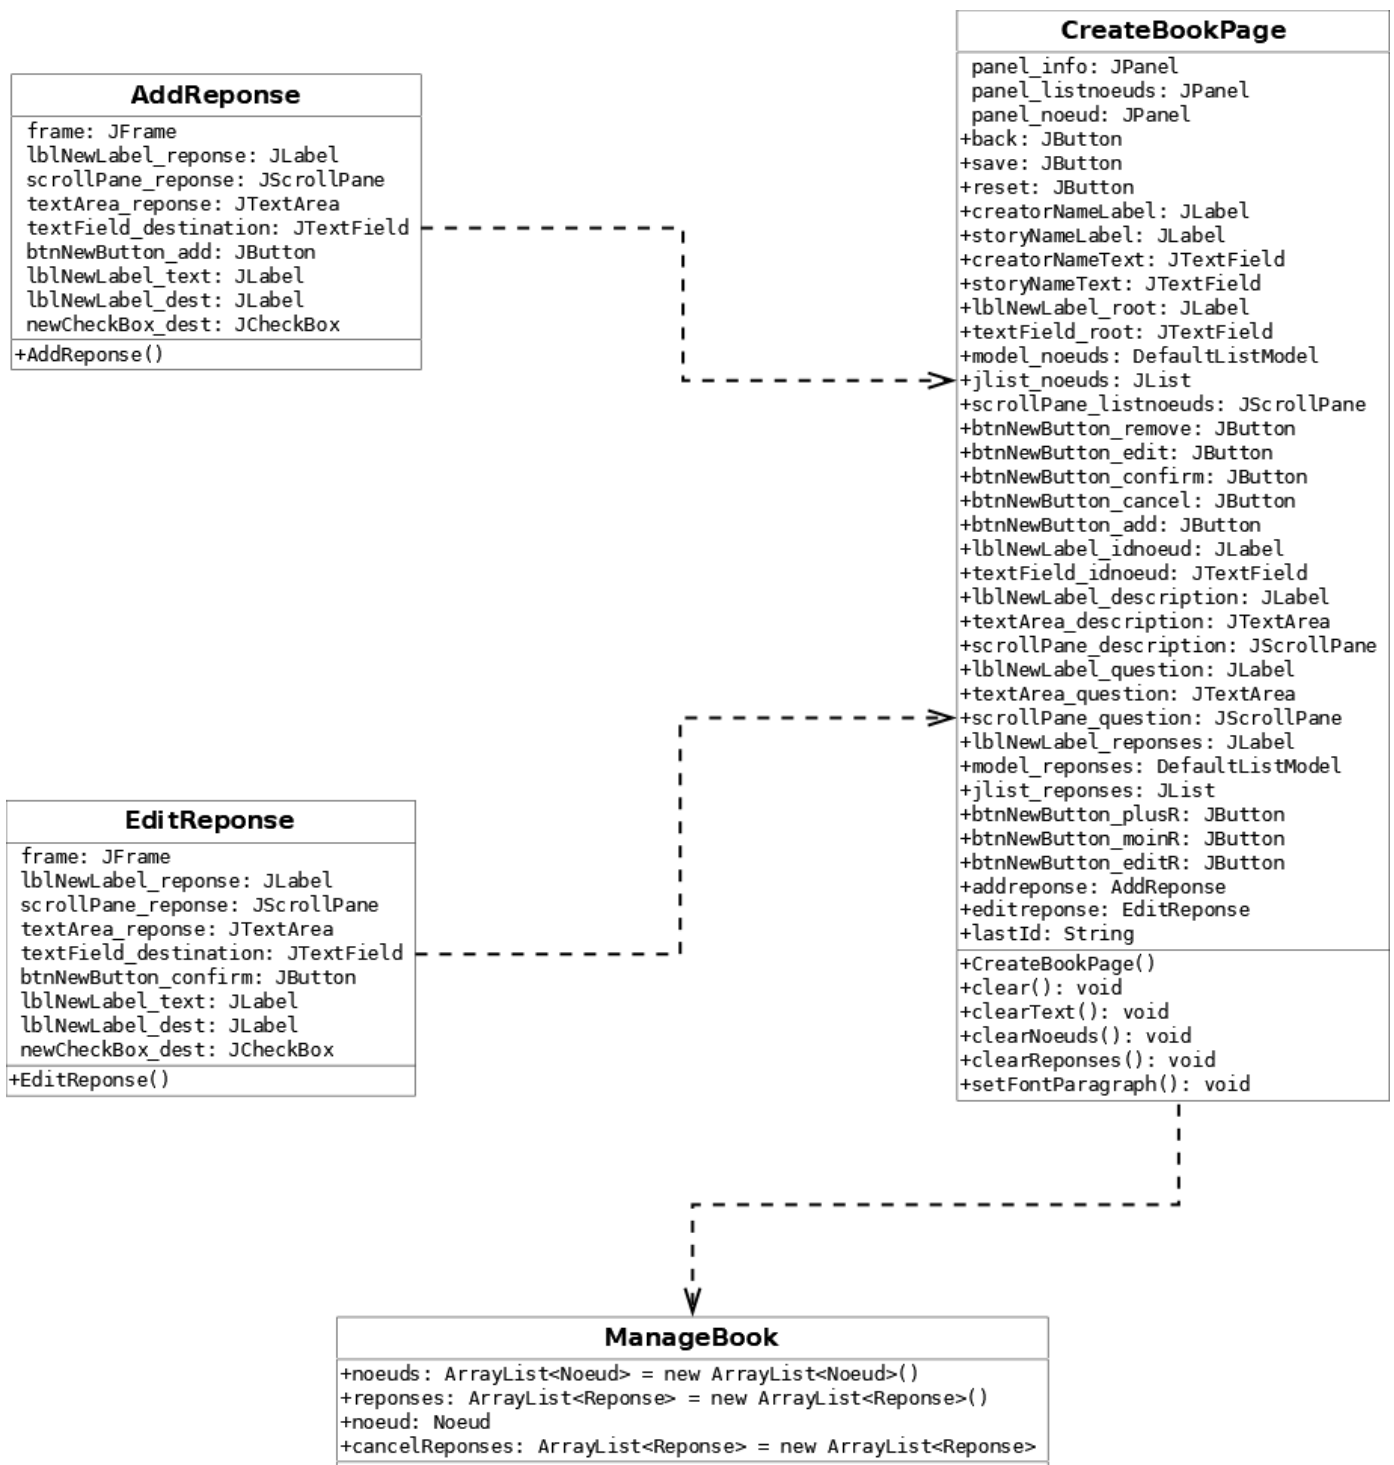 AddReponse
frame: JFrame
lblNewLabel_reponse: JLabel
scrollPane_reponse: JScrollPane
textArea_reponse: JTextArea
textField_destination: JTextField
btnNewButton_add: JButton
lblNewLabel_text: JLabel
lblNewLabel_dest: JLabel
newCheckBox_dest: JCheckBox
+AddReponse()
CreateBookPage
panel_info: JPanel
panel_listnoeuds: JPanel
panel_noeud: JPanel
+back: JButton
+save: JButton
+reset: JButton
+creatorNameLabel: JLabel
+storyNameLabel: JLabel
+creatorNameText: JTextField
+storyNameText: JTextField
+lblNewLabel_root: JLabel
+textField_root: JTextField
+model_noeuds: DefaultListModel
+jlist_noeuds: JList
+scrollPane_listnoeuds: JScrollPane
+btnNewButton_remove: JButton
+btnNewButton_edit: JButton
+btnNewButton_confirm: JButton
+btnNewButton_cancel: JButton
+btnNewButton_add: JButton
+lblNewLabel_idnoeud: JLabel
+textField_idnoeud: JTextField
+lblNewLabel_description: JLabel
+textArea_description: JTextArea
+scrollPane_description: JScrollPane
+lblNewLabel_question: JLabel
+textArea_question: JTextArea
+scrollPane_question: JScrollPane
+lblNewLabel_reponses: JLabel
+model_reponses: DefaultListModel
+jlist_reponses: JList
+btnNewButton_plusR: JButton
+btnNewButton_moinR: JButton
+btnNewButton_editR: JButton
+addreponse: AddReponse
+editreponse: EditReponse
+lastId: String
+CreateBookPage()
+clear(): void
+clearText(): void
+clearNoeuds(): void
+clearReponses(): void
+setFontParagraph(): void
EditReponse
frame: JFrame
lblNewLabel_reponse: JLabel
scrollPane_reponse: JScrollPane
textArea_reponse: JTextArea
textField_destination: JTextField
btnNewButton_confirm: JButton
lblNewLabel_text: JLabel
lblNewLabel_dest: JLabel
newCheckBox_dest: JCheckBox
+EditReponse()
ManageBook
+noeuds: ArrayList<Noeud> = new ArrayList<Noeud>()
+reponses: ArrayList<Reponse> = new ArrayList<Reponse>()
+noeud: Noeud
+cancelReponses: ArrayList<Reponse> = new ArrayList<Reponse>